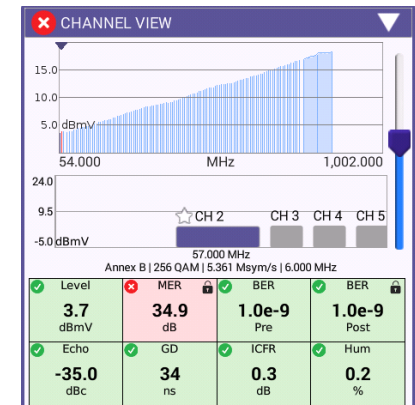 CHANNEL VIEW
15.0
10.0
5.0 dBmV
54.000 MHz 1,002.000
24.0
9.5
CH 2 CH 3 CH 4 CH 5
-5.0 dBmV
57.000 MHz
Annex B | 256 QAM | 5.361 Msym/s | 6.000 MHz
Level MER BER BER
3.7 34.9 1.0e-9 1.0e-9
dBmV dB Pre Post
Echo GD ICFR Hum
-35.0 34 0.3 0.2
dBc ns dB %